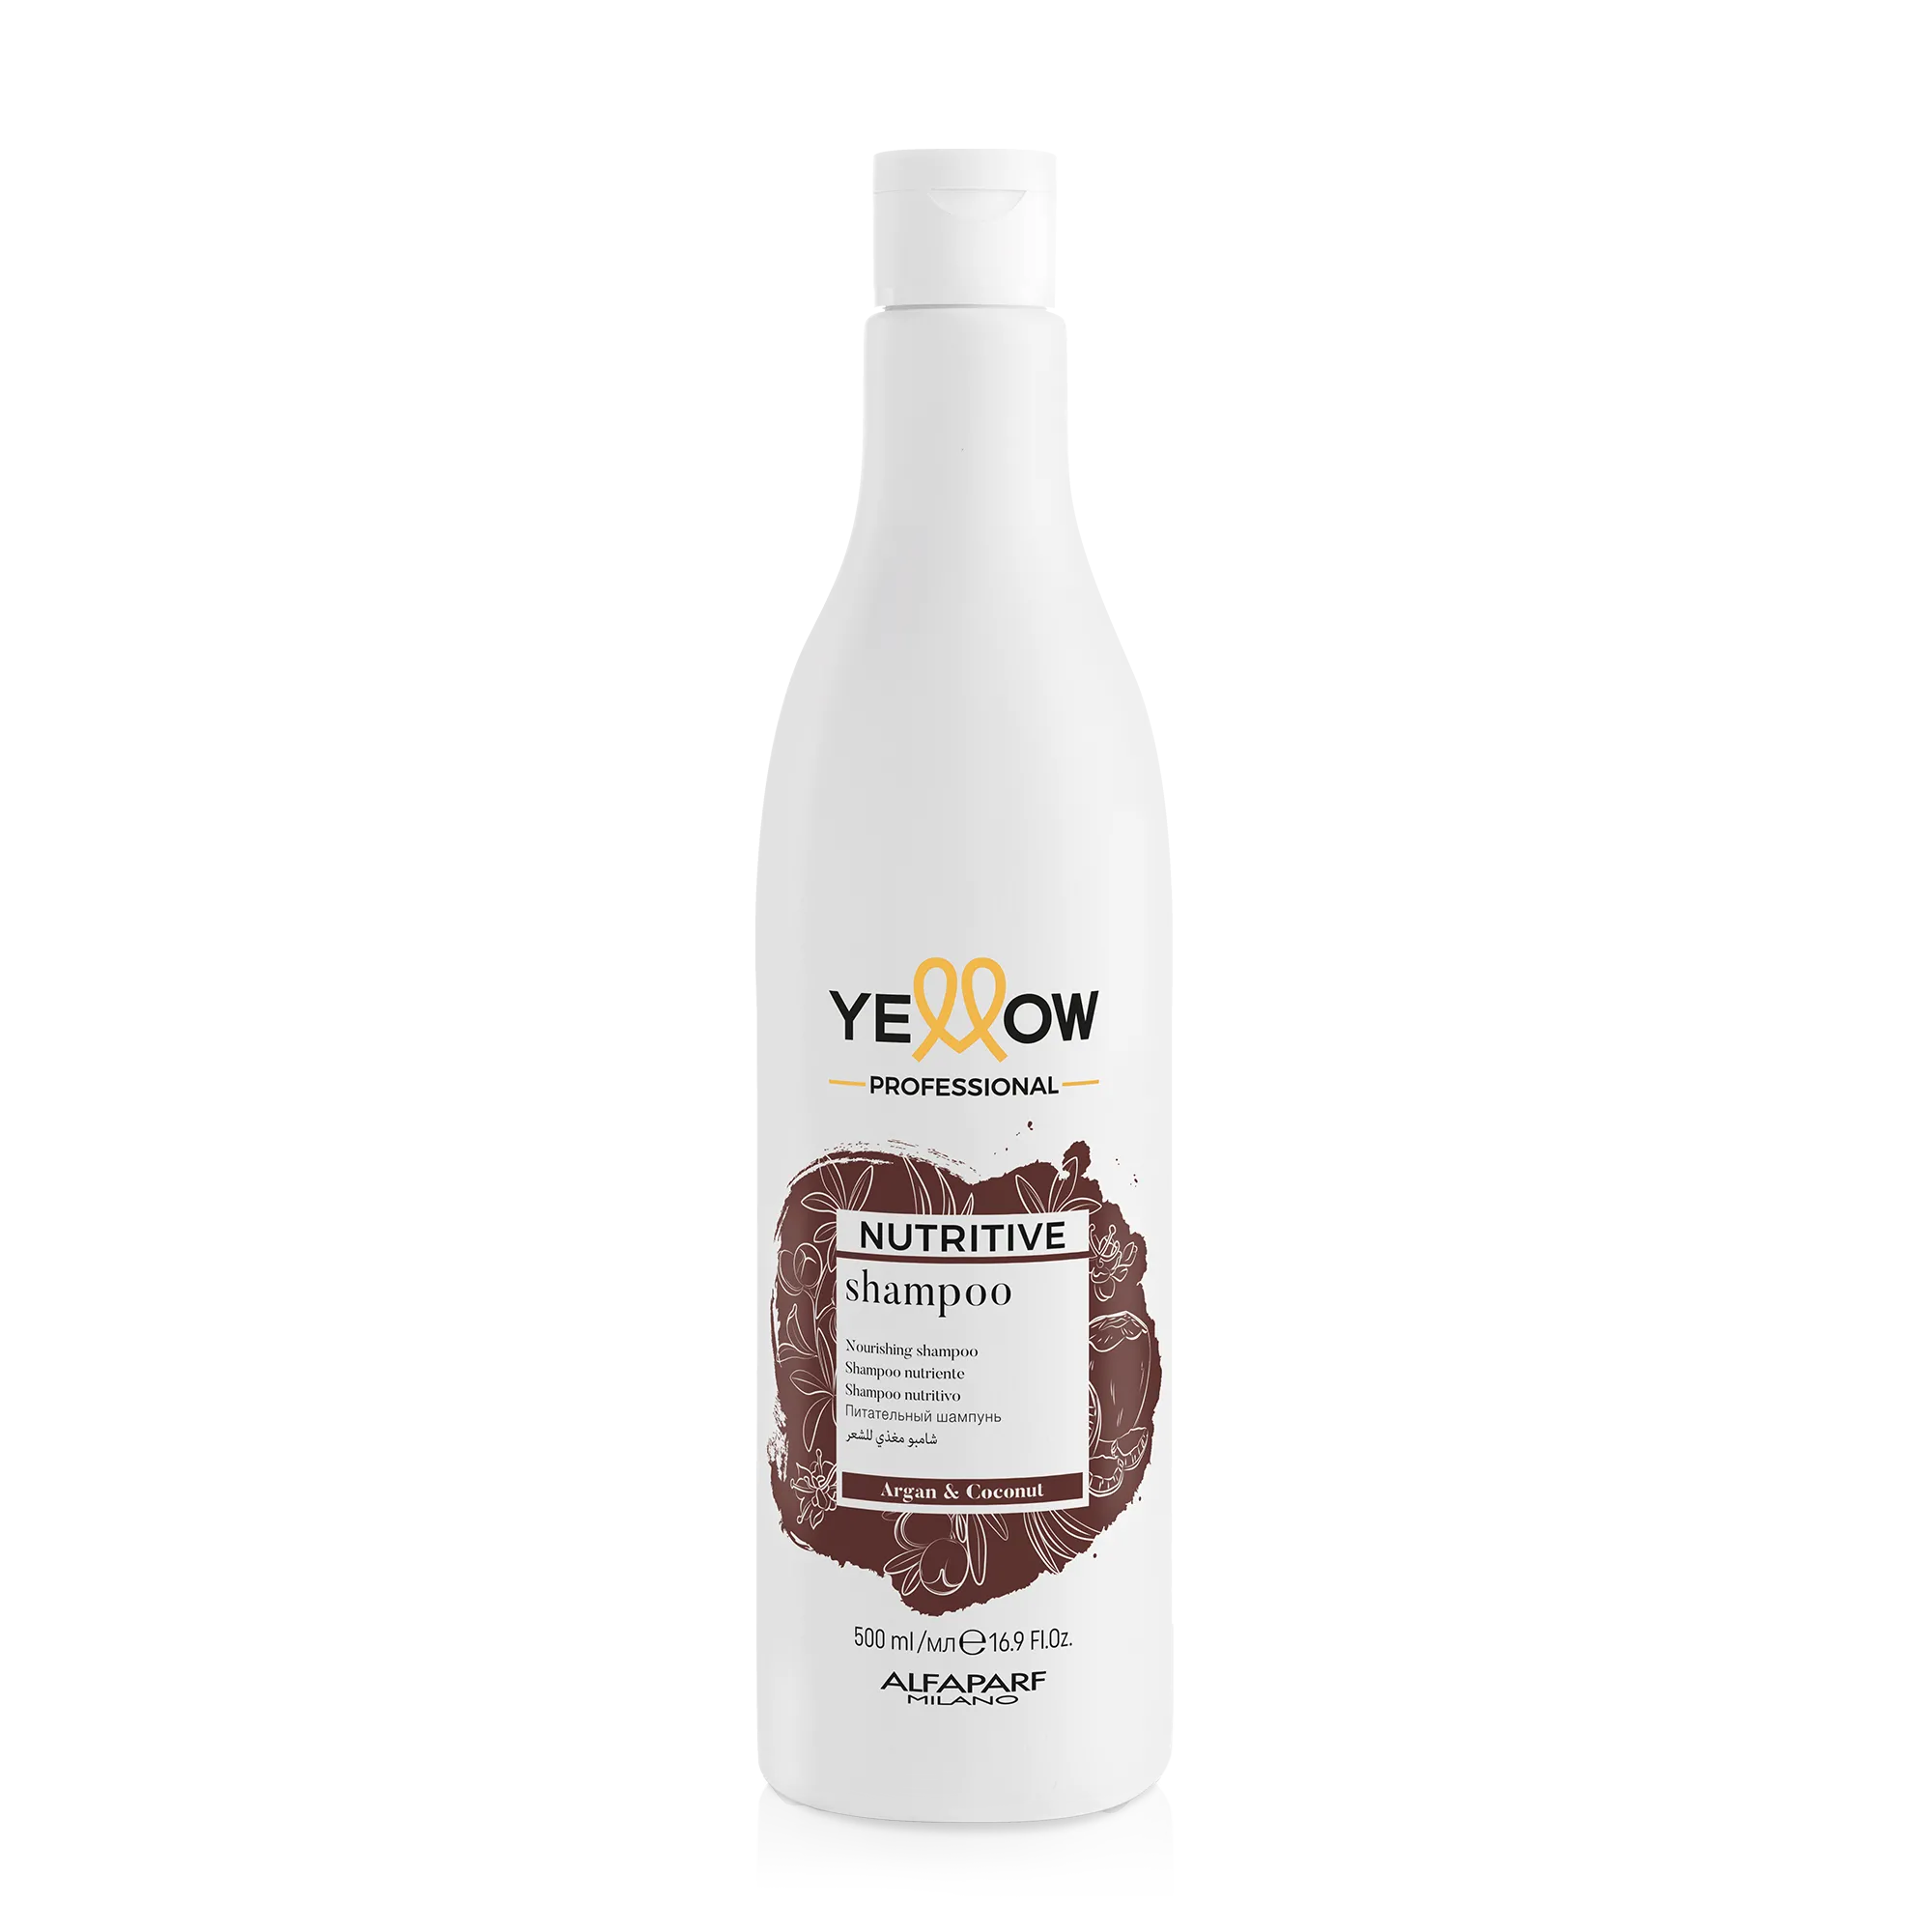 YELLOW
PROFESSIONAL
NUTRITIVE
shampoo
Nourishing shampoo
Shampoo nutriente
Shampoo nutritivo
Питательный шампунь
شامبو مغذي للشعر
Argan & Coconut
500 ml/мл ℮ 16.9 Fl.Oz.
ALFAPARF
MILANO